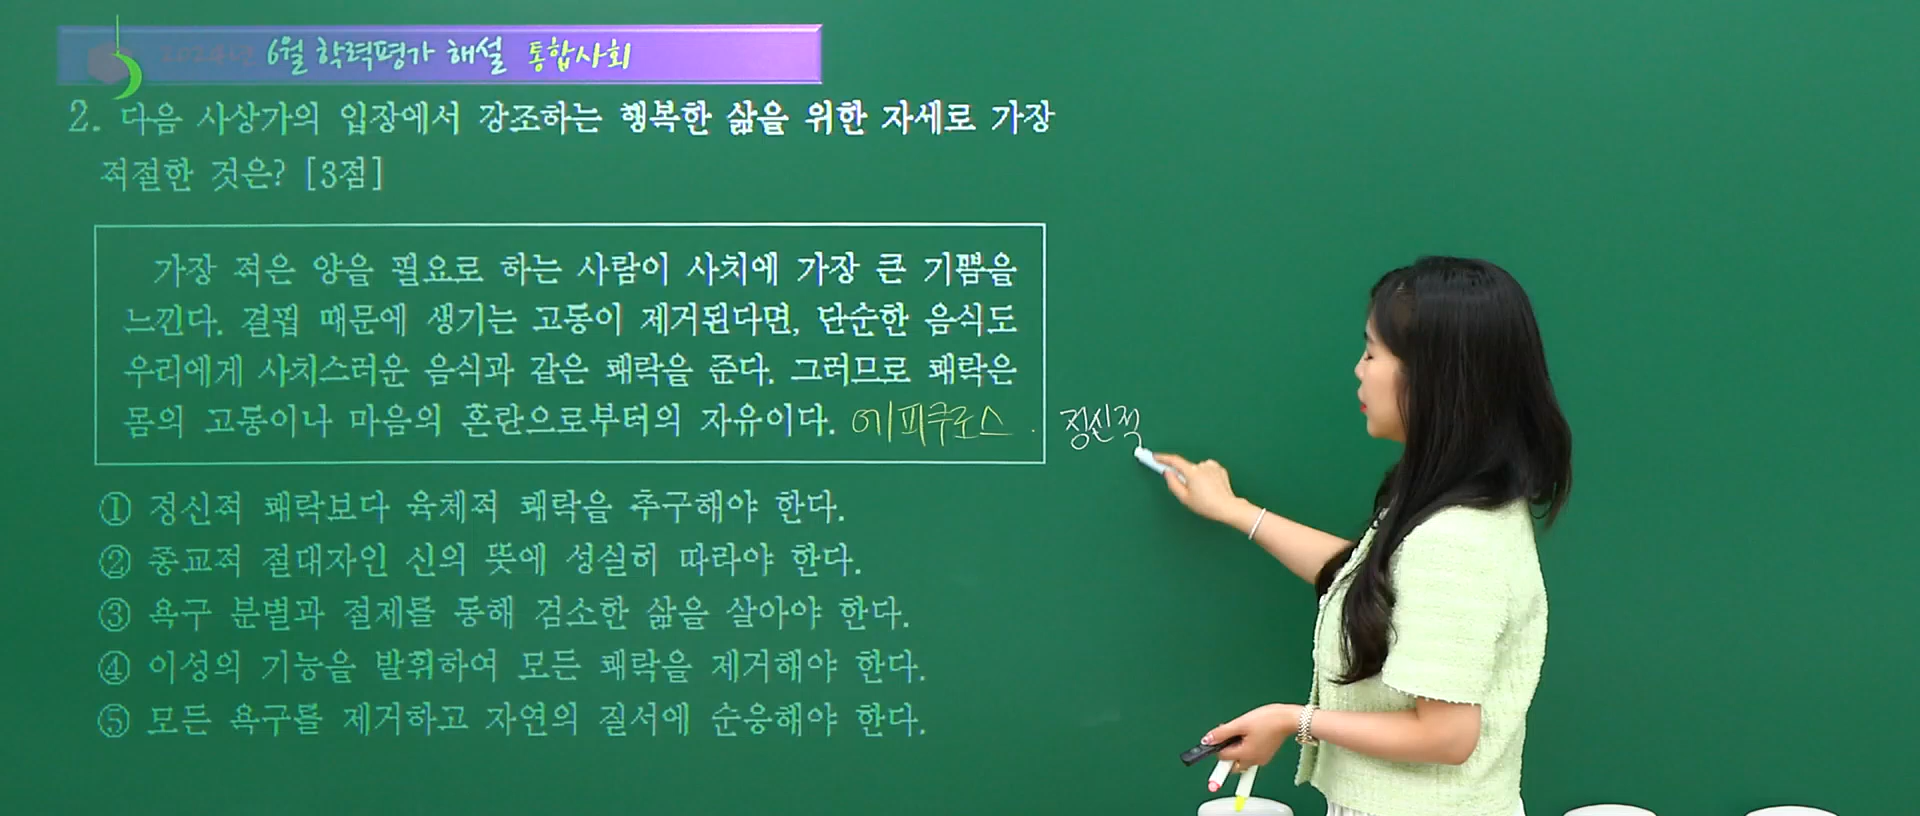 2024년 6월 학력평가 해설 통합사회
2. 다음 사상가의 입장에서 강조하는 행복한 삶을 위한 자세로 가장
적절한 것은? [3점]
가장 적은 양을 필요로 하는 사람이 사치에 가장 큰 기쁨을
느낀다. 결핍 때문에 생기는 고통이 제거된다면, 단순한 음식도
우리에게 사치스러운 음식과 같은 쾌락을 준다. 그러므로 쾌락은
몸의 고통이나 마음의 혼란으로부터의 자유이다. 에피쿠로스. 정신적
① 정신적 쾌락보다 육체적 쾌락을 추구해야 한다.
② 종교적 절대자인 신의 뜻에 성실히 따라야 한다.
③ 욕구 분별과 절제를 통해 검소한 삶을 살아야 한다.
④ 이성의 기능을 발휘하여 모든 쾌락을 제거해야 한다.
⑤ 모든 욕구를 제거하고 자연의 질서에 순응해야 한다.